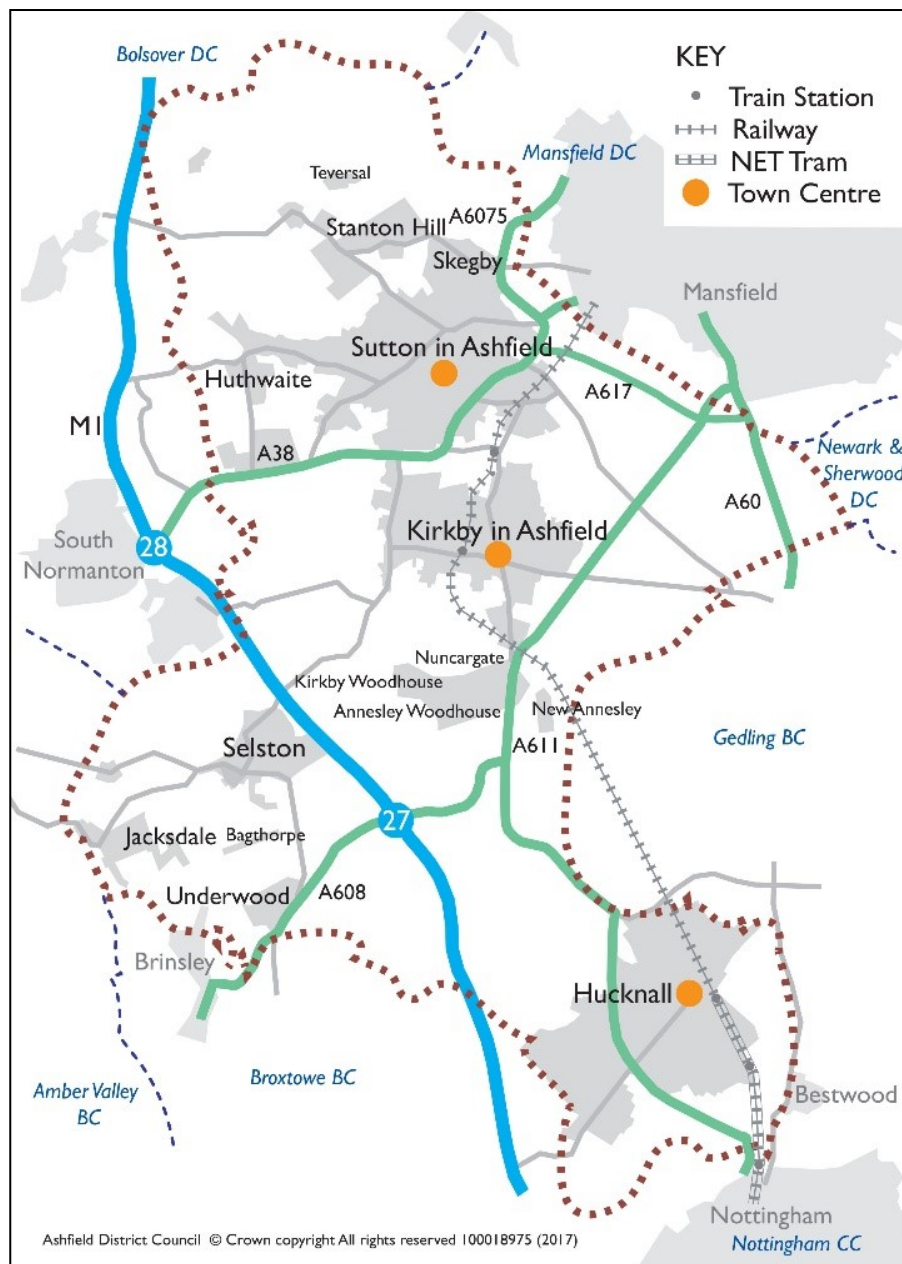 Bolsover DC
KEY
Train Station
Railway
NET Tram
Town Centre
Mansfield DC
Teversal
A6075
Stanton Hill
Skegby
Mansfield
Sutton in Ashfield
Huthwaite
A617
M1
A38
Newark &
Sherwood
DC
A60
South
Normanton
28
Kirkby in Ashfield
Nuncargate
Kirkby Woodhouse
Annesley Woodhouse
New Annesley
Gedling BC
A611
Selston
27
Jacksdale
Bagthorpe
Underwood
A608
Brinsley
Hucknall
Amber Valley
BC
Broxtowe BC
Bestwood
Nottingham
Nottingham CC
Ashfield District Council © Crown copyright All rights reserved 100018975 (2017)